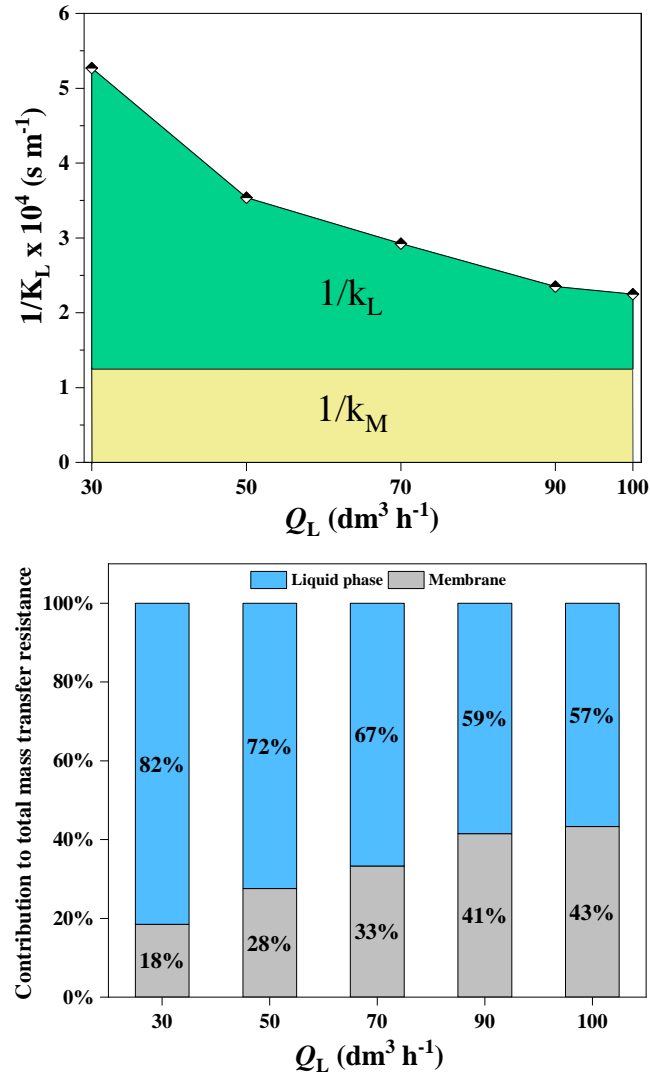 6
5
4
3
2
1
0
1/K_L x 10^4 (s m^-1)
1/k_L
1/k_M
30 50 70 90 100
Q_L (dm^3 h^-1)
Liquid phase Membrane
100%
80%
60%
40%
20%
0%
Contribution to total mass transfer resistance
82% 72% 67% 59% 57%
18% 28% 33% 41% 43%
30 50 70 90 100
Q_L (dm^3 h^-1)